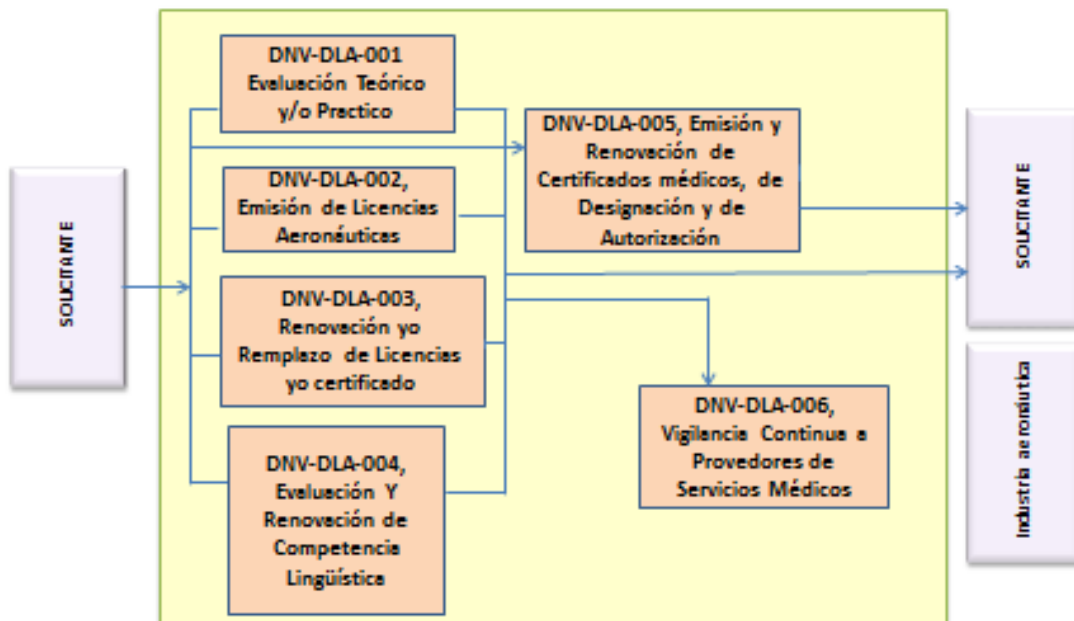 SOLICITANTE
DNV-DLA-001
Evaluación Teórico
y/o Practico
DNV-DLA-002,
Emisión de Licencias
Aeronáuticas
DNV-DLA-003,
Renovación yo
Remplazo de Licencias
yo certificado
DNV-DLA-004,
Evaluación Y
Renovación de
Competencia
Lingüística
DNV-DLA-005, Emisión y
Renovación de
Certificados médicos, de
Designación y de
Autorización
DNV-DLA-006,
Vigilancia Continua a
Provedores de
Servicios Médicos
SOLICITANTE
Industria aeronáutica